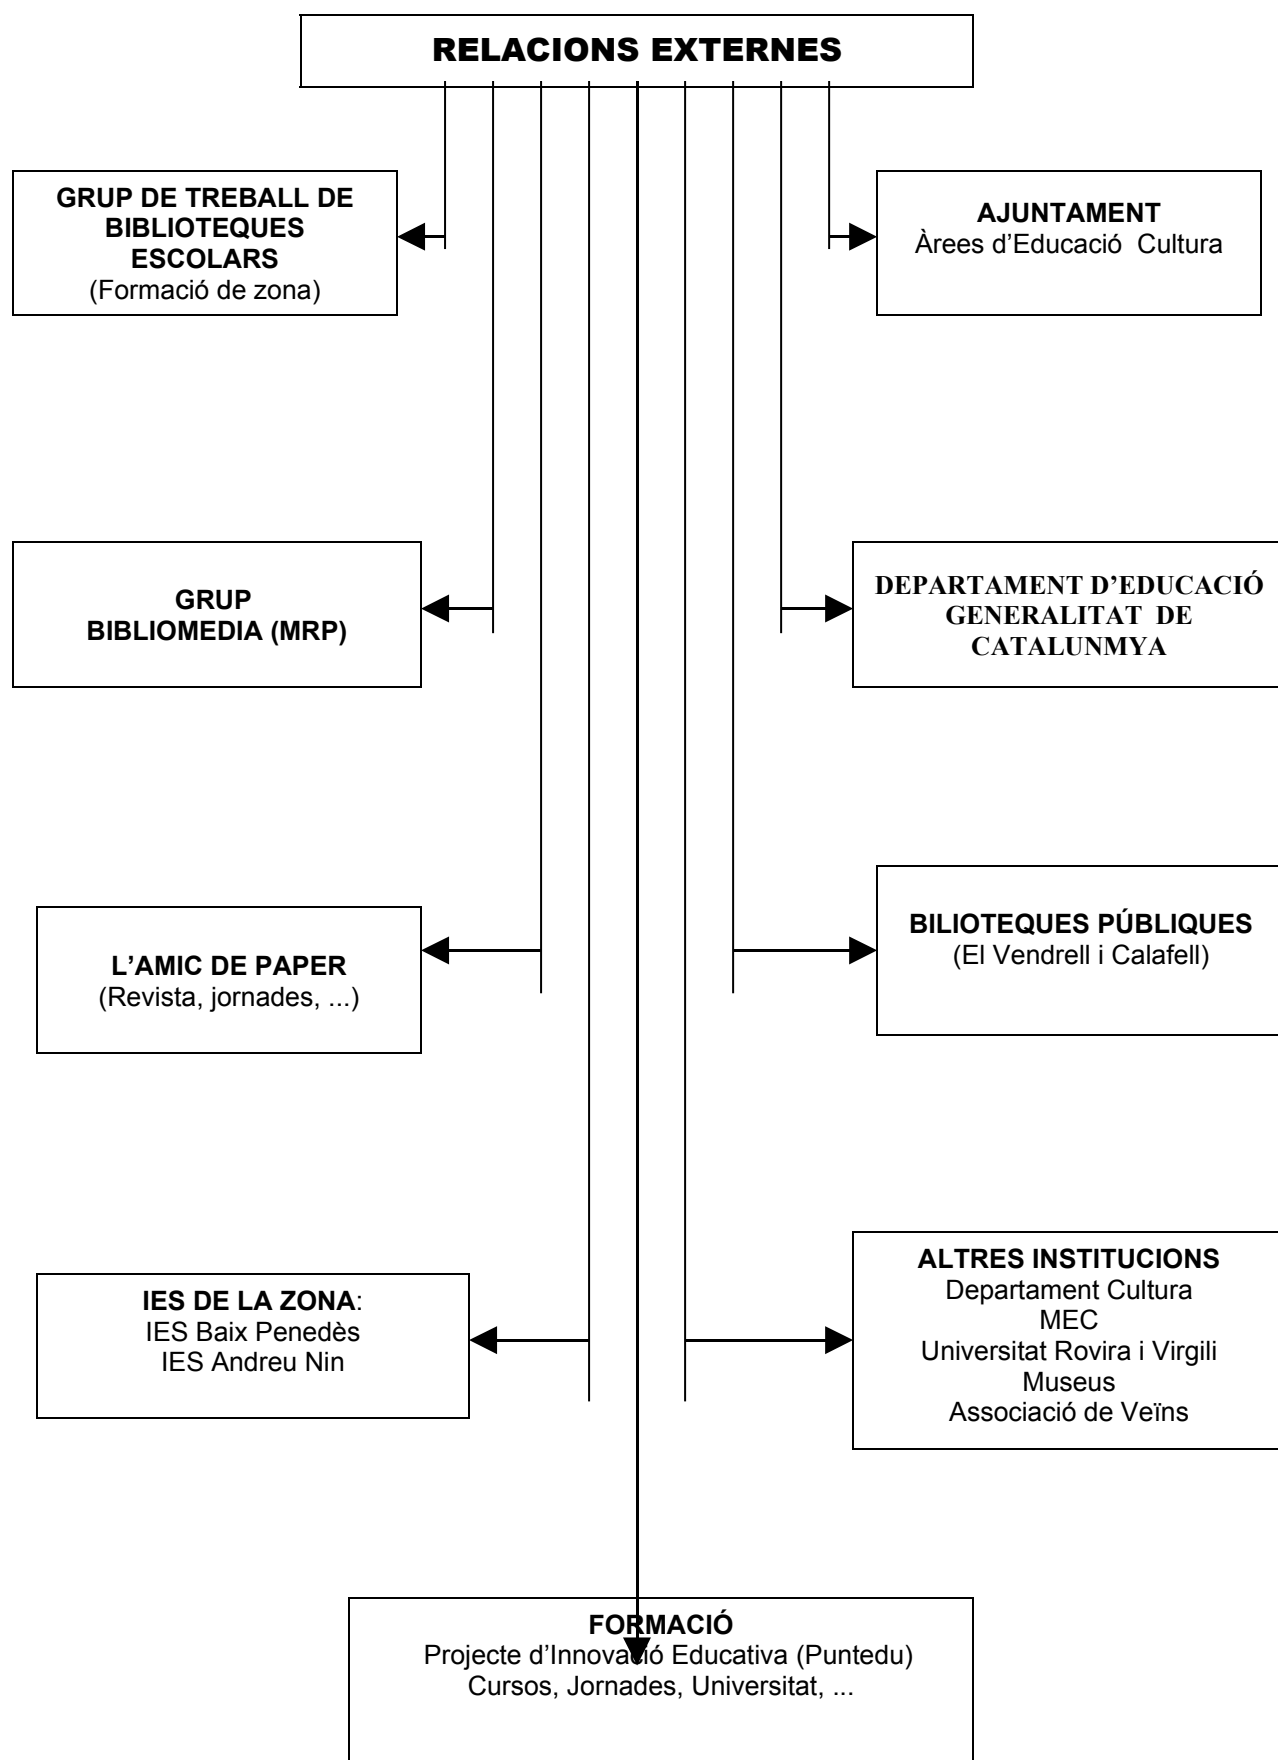 RELACIONS EXTERNES
GRUP DE TREBALL DE
BIBLIOTEQUES
ESCOLARS
(Formació de zona)
AJUNTAMENT
Àrees d’Educació  Cultura
GRUP
BIBLIOMEDIA (MRP)
DEPARTAMENT D’EDUCACIÓ
GENERALITAT  DE
CATALUNMYA
L’AMIC DE PAPER
(Revista, jornades, ...)
BILIOTEQUES PÚBLIQUES
(El Vendrell i Calafell)
IES DE LA ZONA:
IES Baix Penedès
IES Andreu Nin
ALTRES INSTITUCIONS
Departament Cultura
MEC
Universitat Rovira i Virgili
Museus
Associació de Veïns
FORMACIÓ
Projecte d’Innovació Educativa (Puntedu)
Cursos, Jornades, Universitat, ...